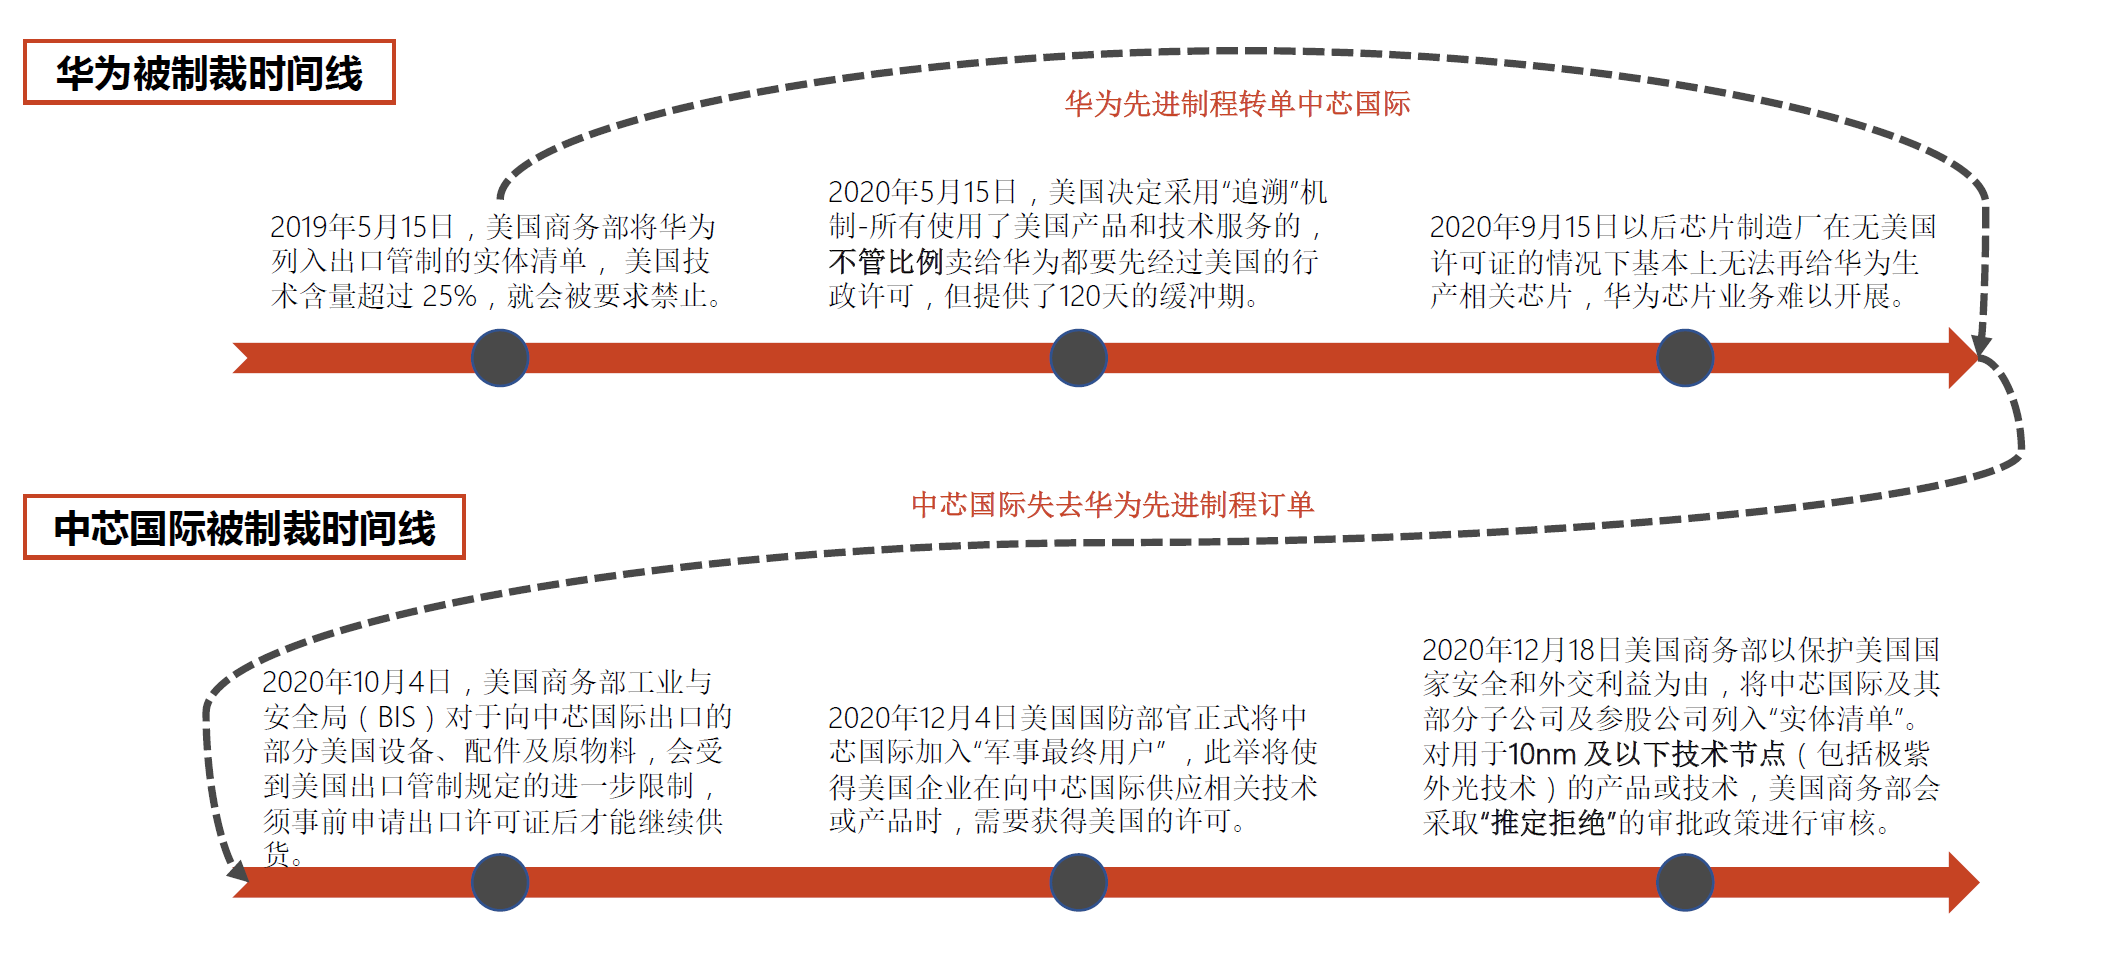 华为被制裁时间线
华为先进制程转单中芯国际
2019年5月15日，美国商务部将华为
列入出口管制的实体清单， 美国技
术含量超过 25%，就会被要求禁止。
2020年5月15日，美国决定采用“追溯”机
制-所有使用了美国产品和技术服务的，
不管比例卖给华为都要先经过美国的行
政许可，但提供了120天的缓冲期。
2020年9月15日以后芯片制造厂在无美国
许可证的情况下基本上无法再给华为生
产相关芯片，华为芯片业务难以开展。
中芯国际被制裁时间线
中芯国际失去华为先进制程订单
2020年10月4日，美国商务部工业与
安全局（BIS）对于向中芯国际出口的
部分美国设备、配件及原物料，会受
到美国出口管制规定的进一步限制，
须事前申请出口许可证后才能继续供
货。
2020年12月4日美国国防部官正式将中
芯国际加入“军事最终用户”，此举将使
得美国企业在向中芯国际供应相关技术
或产品时，需要获得美国的许可。
2020年12月18日美国商务部以保护美国国
家安全和外交利益为由，将中芯国际及其
部分子公司及参股公司列入“实体清单”。
对用于10nm 及以下技术节点（包括极紫
外光技术）的产品或技术，美国商务部会
采取“推定拒绝”的审批政策进行审核。